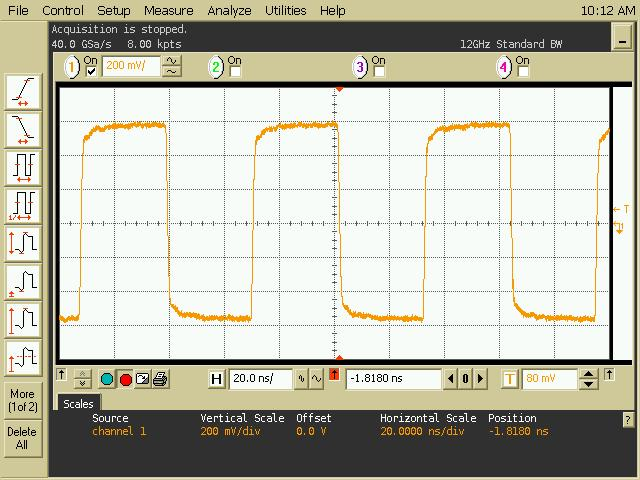 File Control Setup Measure Analyze Utilities Help 10:12 AM
Acquisition is stopped.
40.0 GSa/s 8.00 kpts 12GHz Standard BW
1 On 200 mV/ 2 On 3 On 4 On
T
H 20.0 ns/ -1.8180 ns 0 T 80 mV
More
(1of 2)
Delete
All
Scales
Source Vertical Scale Offset Horizontal Scale Position
channel 1 200 mV/div 0.0 V 20.0000 ns/div -1.8180 ns
?